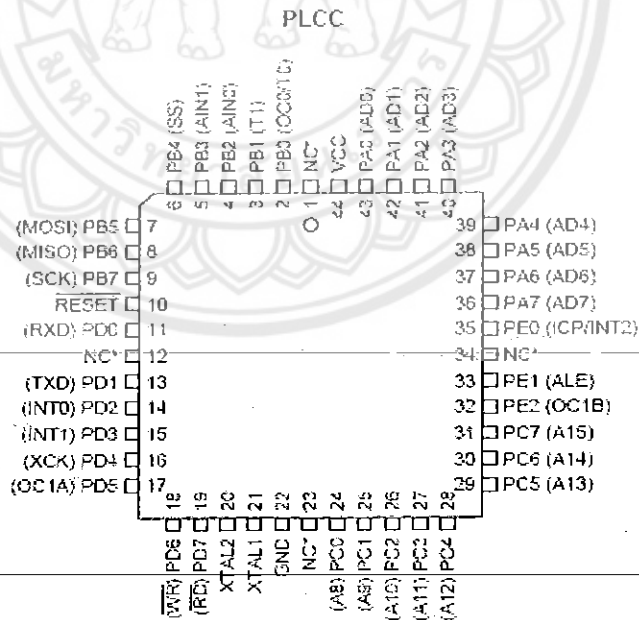 PLCC
PB4 (SS)
PB3 (AIN1)
PB2 (AIN0)
PB1 (T1)
PB0 (OC0/T0)
NC*
VCC
PA0 (AD0)
PA1 (AD1)
PA2 (AD2)
PA3 (AD3)
6 5 4 3 2 1 44 43 42 41 40
(MOSI) PB5 7
(MISO) PB6 8
(SCK) PB7 9
RESET 10
(RXD) PD0 11
NC* 12
(TXD) PD1 13
(INT0) PD2 14
(INT1) PD3 15
(XCK) PD4 16
(OC1A) PD5 17
39 PA4 (AD4)
38 PA5 (AD5)
37 PA6 (AD6)
36 PA7 (AD7)
35 PE0 (ICP/INT2)
34 NC*
33 PE1 (ALE)
32 PE2 (OC1B)
31 PC7 (A15)
30 PC6 (A14)
29 PC5 (A13)
18 19 20 21 22 23 24 25 26 27 28
(WR) PD6
(RD) PD7
XTAL2
XTAL1
GND
NC*
(A8) PC0
(A9) PC1
(A10) PC2
(A11) PC3
(A12) PC4